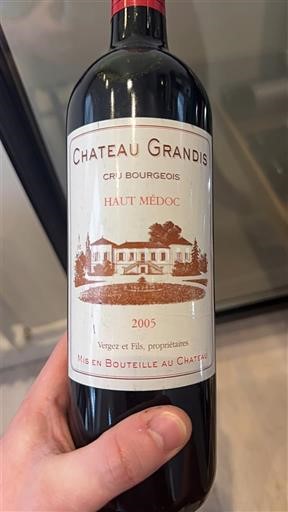 CHATEAU GRANDIS
CRU BOURGEOIS
HAUT MÉDOC
2005
Vergez et Fils, propriétaires
MIS EN BOUTEILLE AU CHATEAU